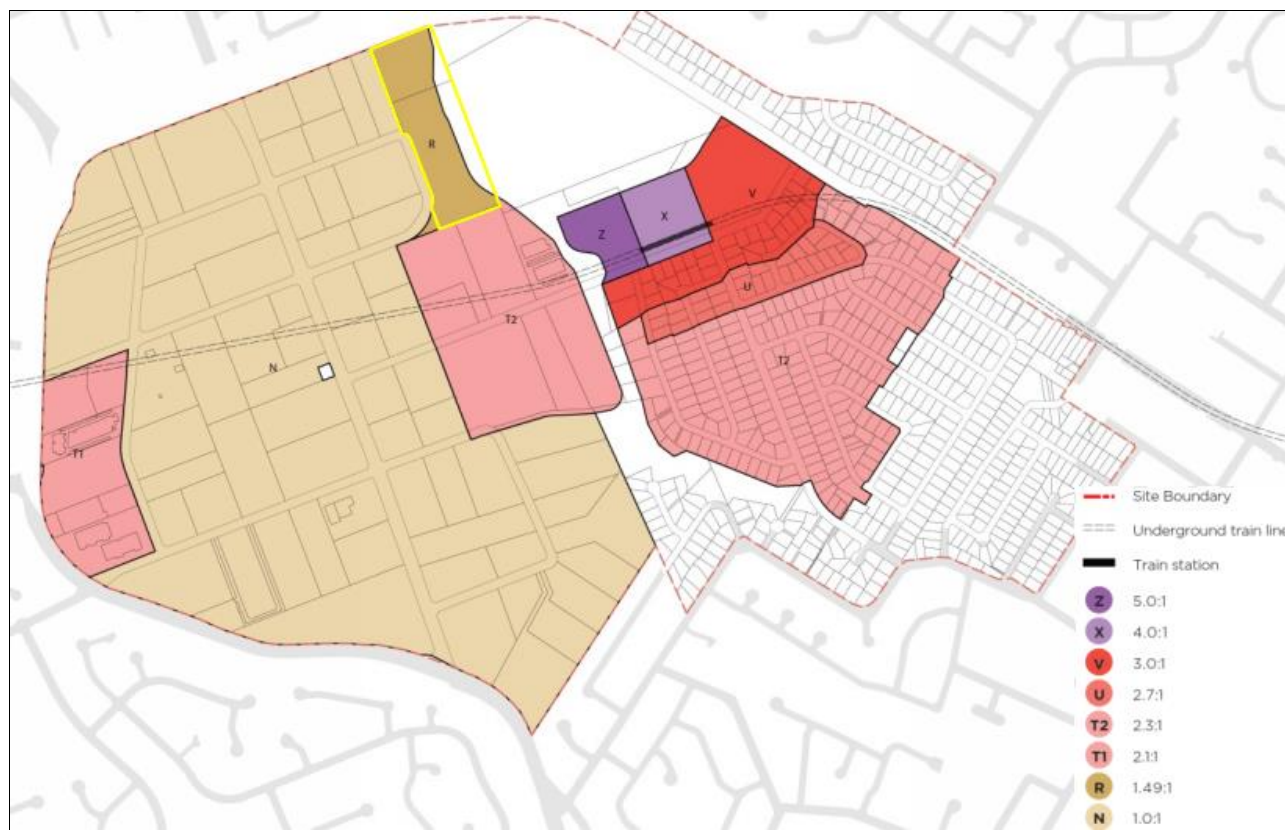 R
V
X
Z
U
T2
T2
N
T1
Site Boundary
Underground train line
Train station
Z 5.0:1
X 4.0:1
V 3.0:1
U 2.7:1
T2 2.3:1
T1 2.1:1
R 1.49:1
N 1.0:1